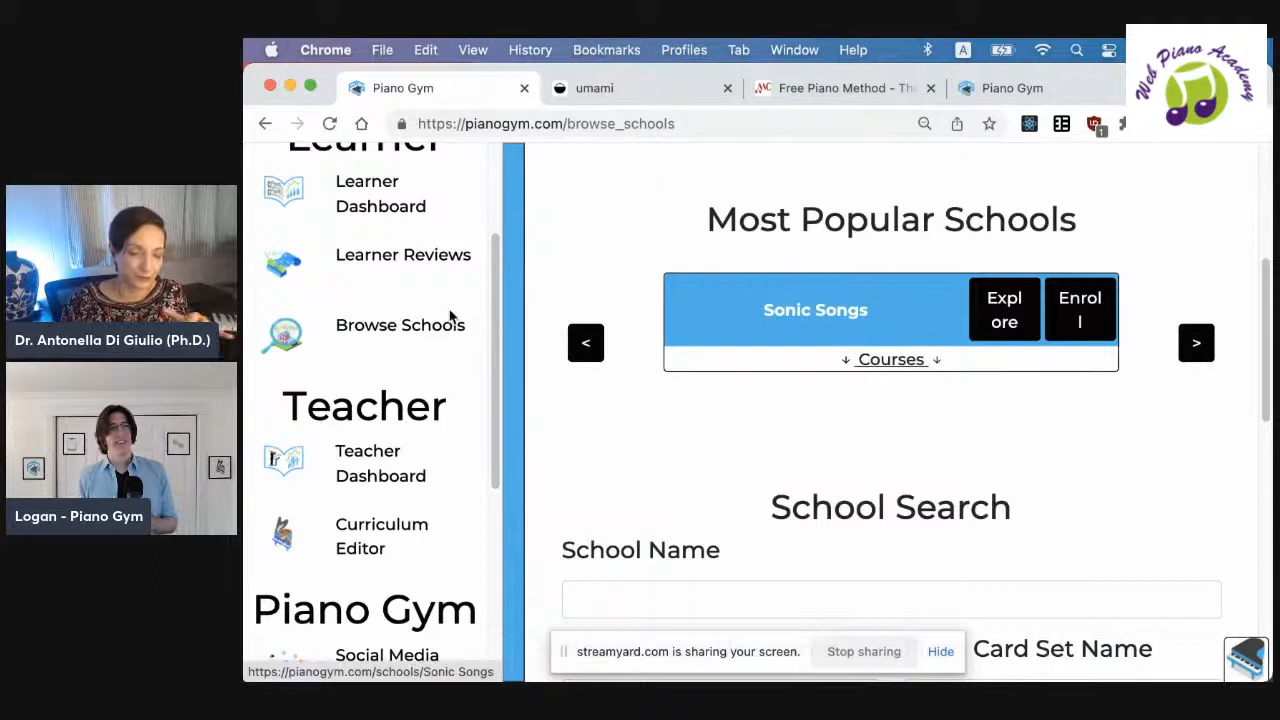 Chrome File Edit View History Bookmarks Profiles Tab Window Help
A
Web Piano Academy
Piano Gym
umami
Free Piano Method - The
Piano Gym
https://pianogym.com/browse_schools
1
Learner
Learner
Dashboard
Learner Reviews
Browse Schools
Teacher
Teacher
Dashboard
Curriculum
Editor
Piano Gym
Social Media
https://pianogym.com/schools/Sonic Songs
Most Popular Schools
<
Sonic Songs
Expl
ore
Enrol
l
↓ Courses ↓
>
School Search
School Name
Card Set Name
streamyard.com is sharing your screen. Stop sharing Hide
Dr. Antonella Di Giulio (Ph.D.)
Logan - Piano Gym